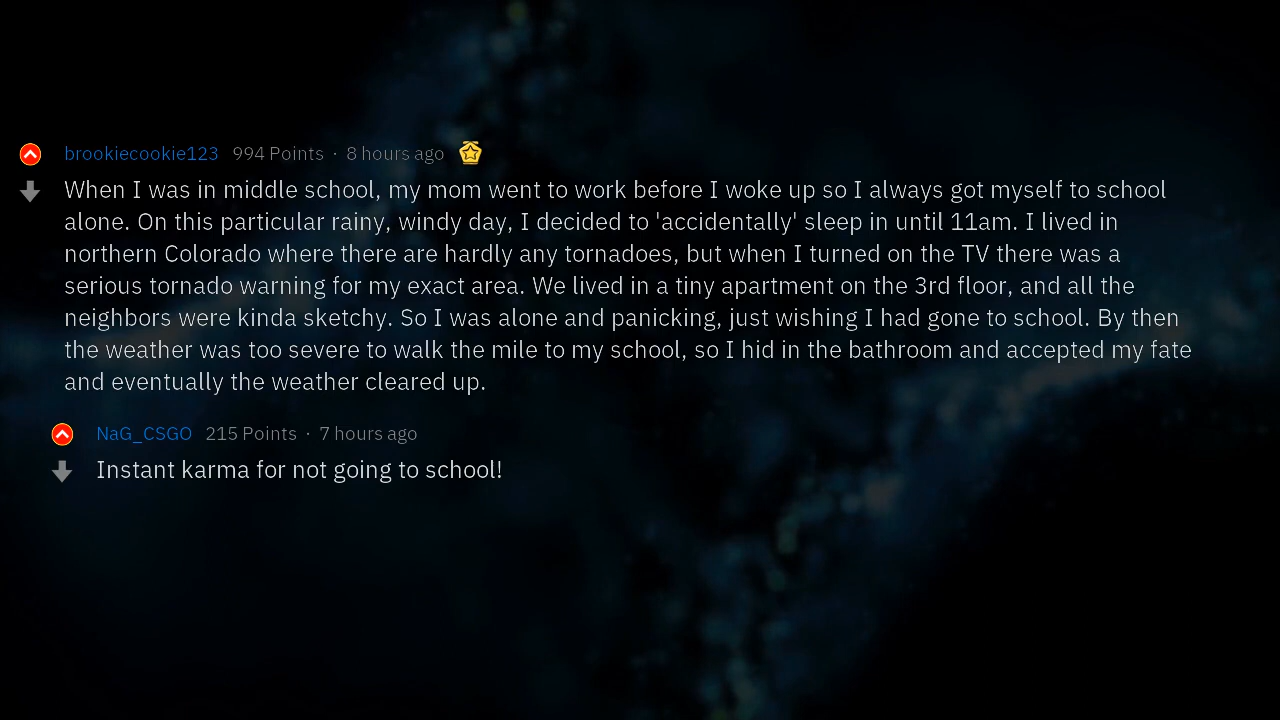 brookiecookie123 994 Points · 8 hours ago
When I was in middle school, my mom went to work before I woke up so I always got myself to school
alone. On this particular rainy, windy day, I decided to 'accidentally' sleep in until 11am. I lived in
northern Colorado where there are hardly any tornadoes, but when I turned on the TV there was a
serious tornado warning for my exact area. We lived in a tiny apartment on the 3rd floor, and all the
neighbors were kinda sketchy. So I was alone and panicking, just wishing I had gone to school. By then
the weather was too severe to walk the mile to my school, so I hid in the bathroom and accepted my fate
and eventually the weather cleared up.
NaG_CSGO 215 Points · 7 hours ago
Instant karma for not going to school!